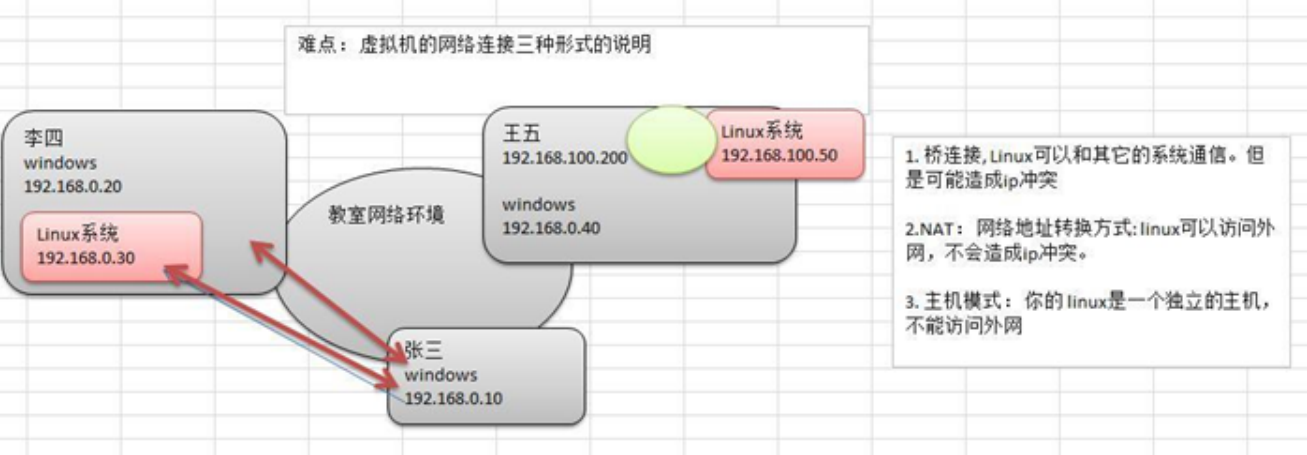 难点：虚拟机的网络连接三种形式的说明
李四
windows
192.168.0.20
Linux系统
192.168.0.30
教室网络环境
王五
192.168.100.200
windows
192.168.0.40
Linux系统
192.168.100.50
张三
windows
192.168.0.10
1. 桥连接,Linux可以和其它的系统通信。但
是可能造成ip冲突
2.NAT：网络地址转换方式:linux可以访问外
网，不会造成ip冲突。
3. 主机模式：你的linux是一个独立的主机，
不能访问外网